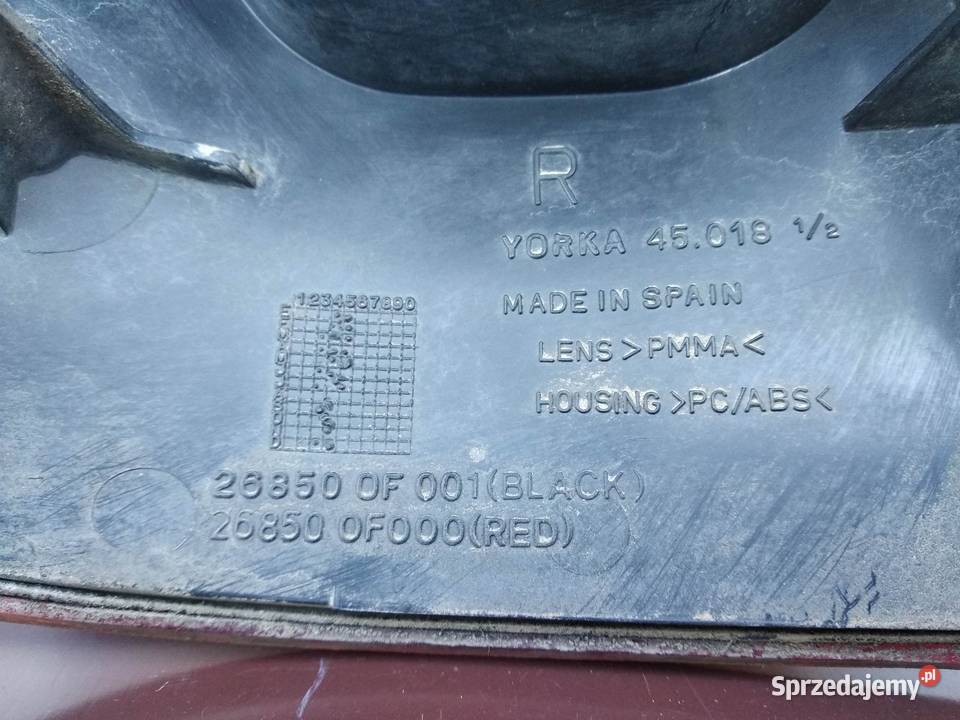 R
YORKA 45.018 1/2
MADE IN SPAIN
LENS >PMMA<
HOUSING >PC/ABS<
1234567890
26850 0F 001(BLACK)
26850 0F000(RED)
Sprzedajemy.pl